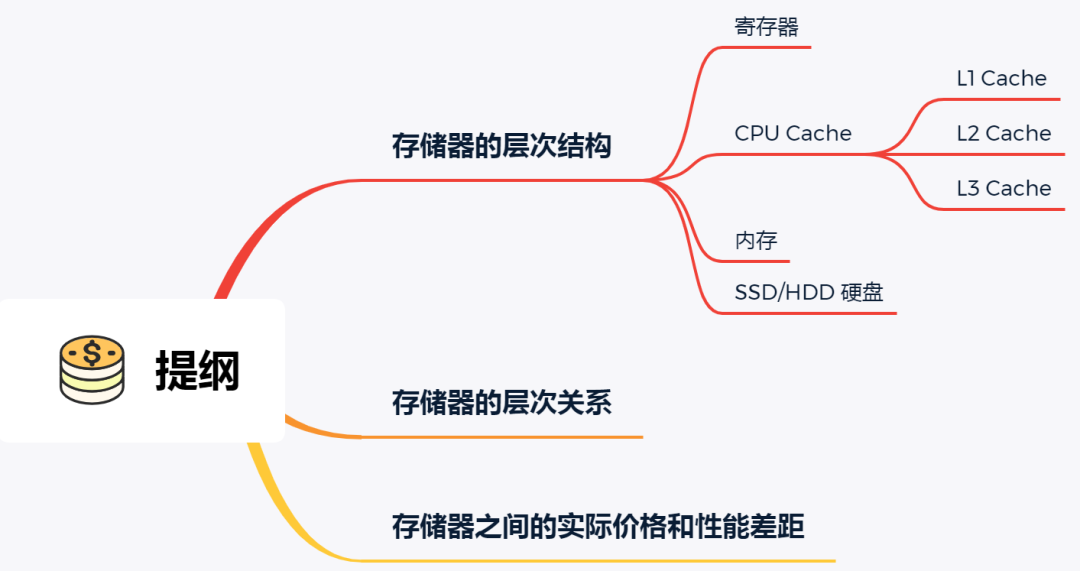 提纲
存储器的层次结构
寄存器
CPU Cache
L1 Cache
L2 Cache
L3 Cache
内存
SSD/HDD 硬盘
存储器的层次关系
存储器之间的实际价格和性能差距